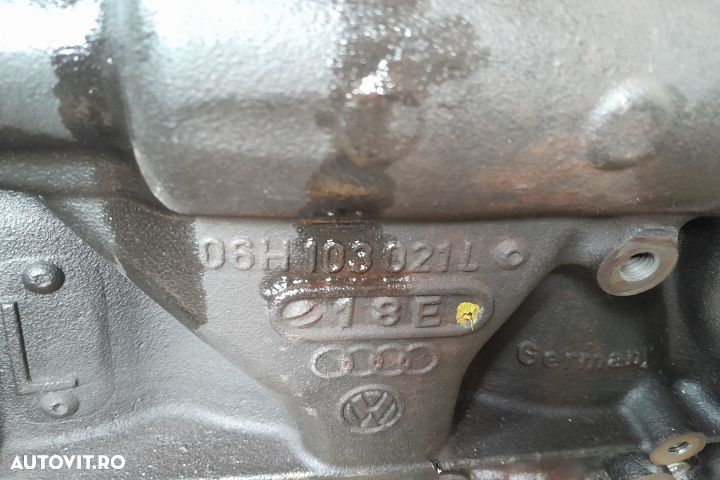 06H 103 021L
18E
Germany
AUTOVIT.RO